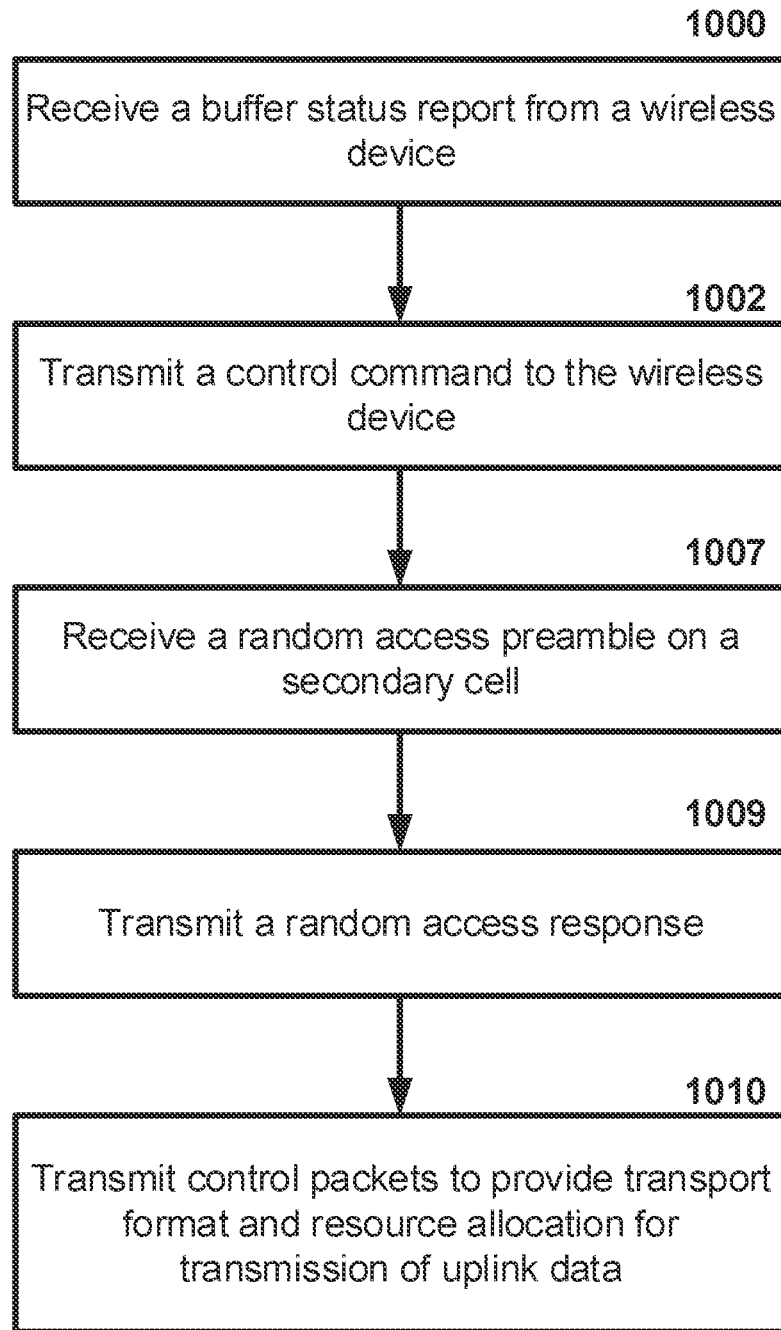 1000
Receive a buffer status report from a wireless
device
1002
Transmit a control command to the wireless
device
1007
Receive a random access preamble on a
secondary cell
1009
Transmit a random access response
1010
Transmit control packets to provide transport
format and resource allocation for
transmission of uplink data